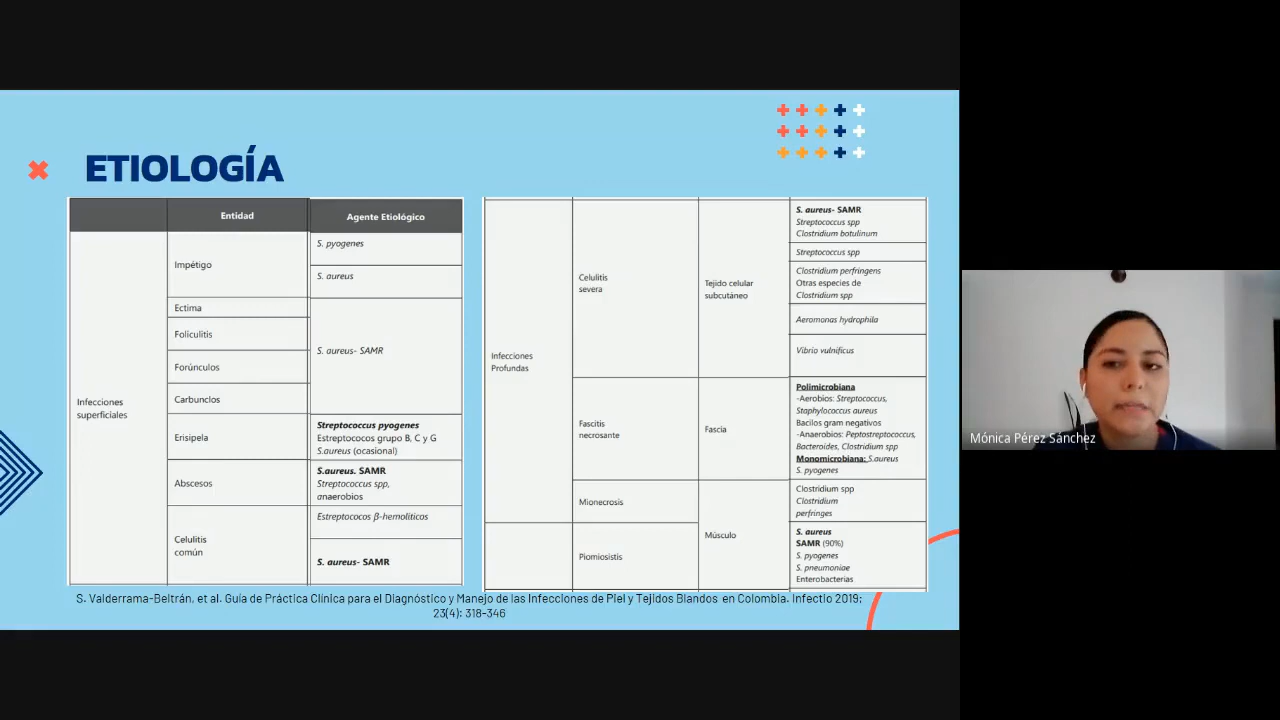 ETIOLOGÍA
Entidad
Agente Etiológico
Infecciones
superficiales
Impétigo
S. pyogenes
S. aureus
Ectima
Foliculitis
Forúnculos
Carbunclos
S. aureus- SAMR
Erisipela
Streptococcus pyogenes
Estreptococos grupo B, C y G
S.aureus (ocasional)
Abscesos
S.aureus. SAMR
Streptococcus spp,
anaerobios
Celulitis
común
Estreptococos β-hemolíticos
S. aureus- SAMR
Infecciones
Profundas
Celulitis
severa
Tejido celular
subcutáneo
S. aureus- SAMR
Streptococcus spp
Clostridium botulinum
Streptococcus spp
Clostridium perfringens
Otras especies de
Clostridium spp
Aeromonas hydrophila
Vibrio vulnificus
Fascitis
necrosante
Fascia
Polimicrobiana
-Aerobios: Streptococcus,
Staphylococcus aureus
Bacilos gram negativos
-Anaerobios: Peptostreptococcus,
Bacteroides, Clostridium spp
Monomicrobiana: S.aureus
S. pyogenes
Mionecrosis
Músculo
Clostridium spp
Clostridium
perfringes
Piomiosistis
S. aureus
SAMR (90%)
S. pyogenes
S. pneumoniae
Enterobacterias
S. Valderrama-Beltrán, et al. Guía de Práctica Clínica para el Diagnóstico y Manejo de las Infecciones de Piel y Tejidos Blandos en Colombia. Infectio 2019;
23(4): 318-346
Mónica Pérez Sánchez